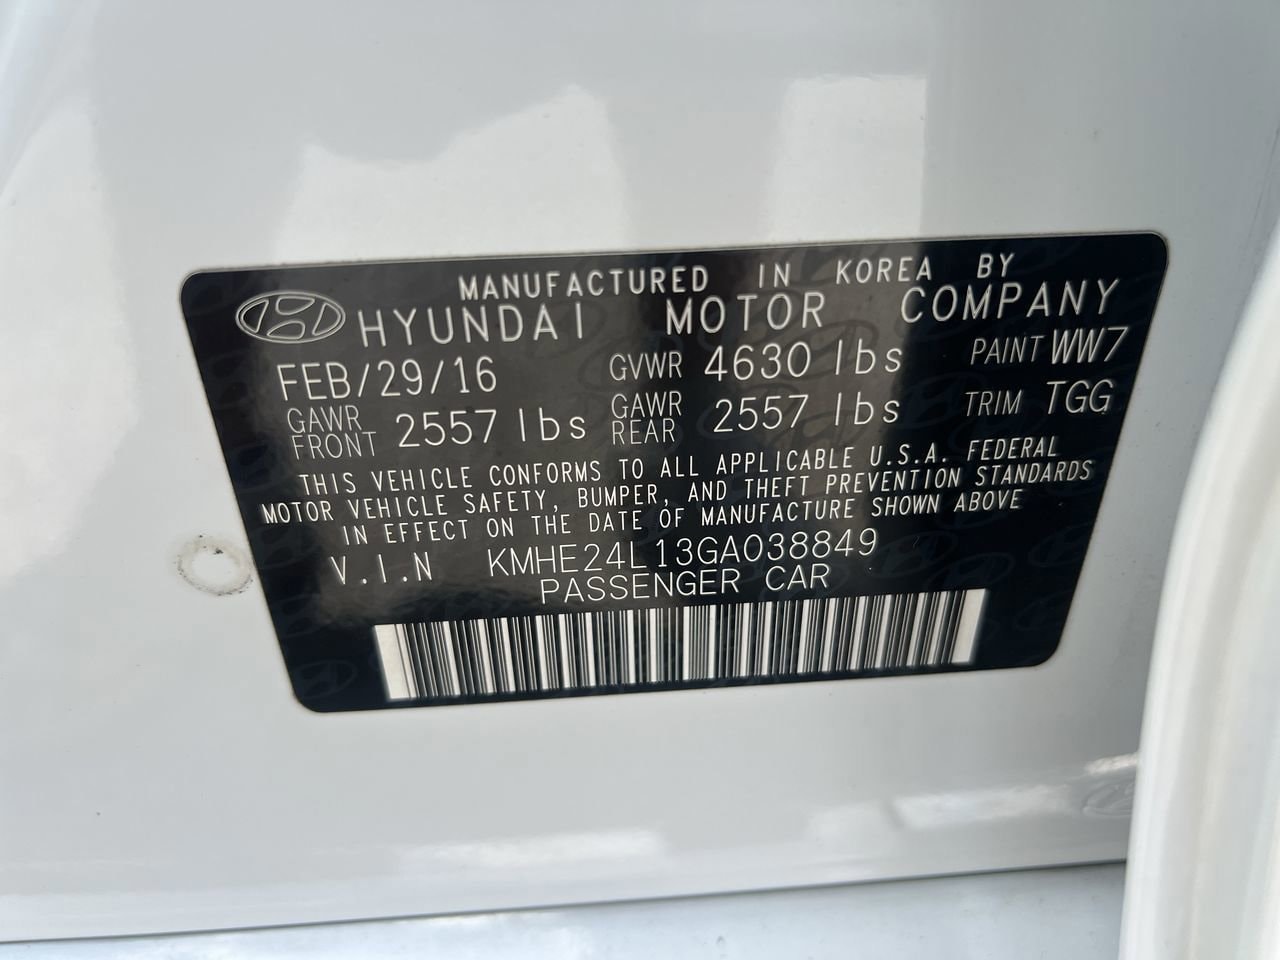 MANUFACTURED IN KOREA BY
HYUNDAI MOTOR COMPANY
FEB/29/16 GVWR 4630 lbs PAINT WW7
GAWR FRONT 2557 lbs GAWR REAR 2557 lbs TRIM TGG
THIS VEHICLE CONFORMS TO ALL APPLICABLE U.S.A. FEDERAL
MOTOR VEHICLE SAFETY, BUMPER, AND THEFT PREVENTION STANDARDS
IN EFFECT ON THE DATE OF MANUFACTURE SHOWN ABOVE
V.I.N KMHE24L13GA038849
PASSENGER CAR